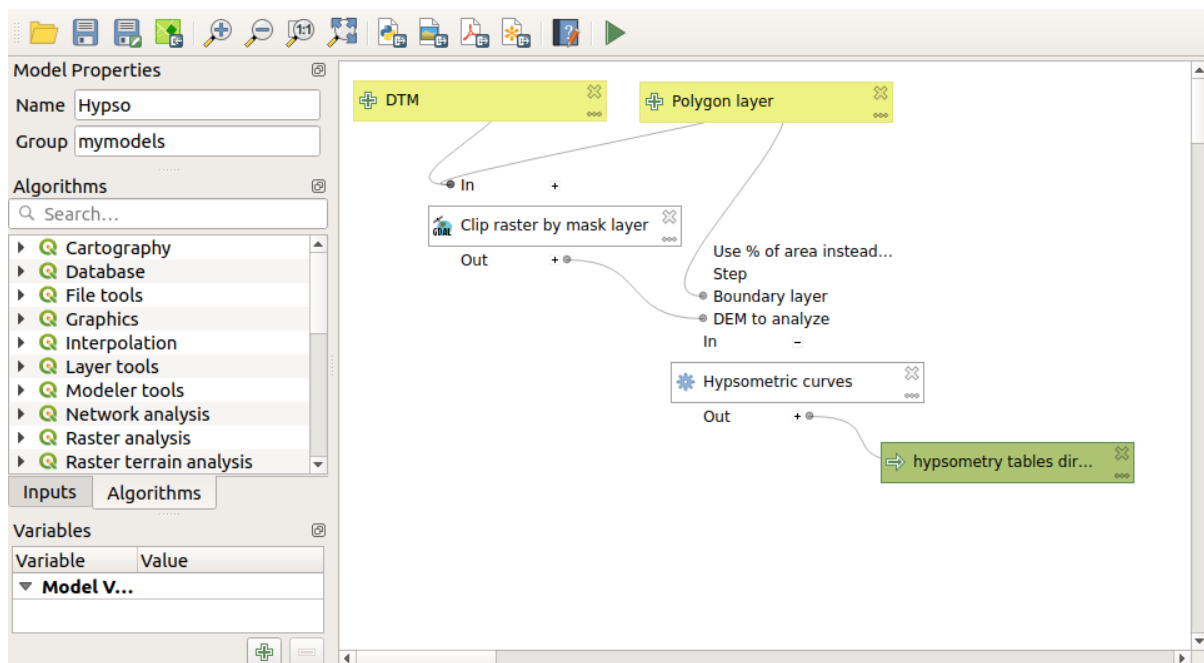 1:1
Model Properties
Name Hypso
Group mymodels
Algorithms
Search...
Cartography
Database
File tools
Graphics
Interpolation
Layer tools
Modeler tools
Network analysis
Raster analysis
Raster terrain analysis
Inputs Algorithms
Variables
Variable Value
Model V...
DTM
Polygon layer
In +
GDAL Clip raster by mask layer
Out +
Use % of area instead...
Step
Boundary layer
DEM to analyze
In -
Hypsometric curves
Out +
hypsometry tables dir...